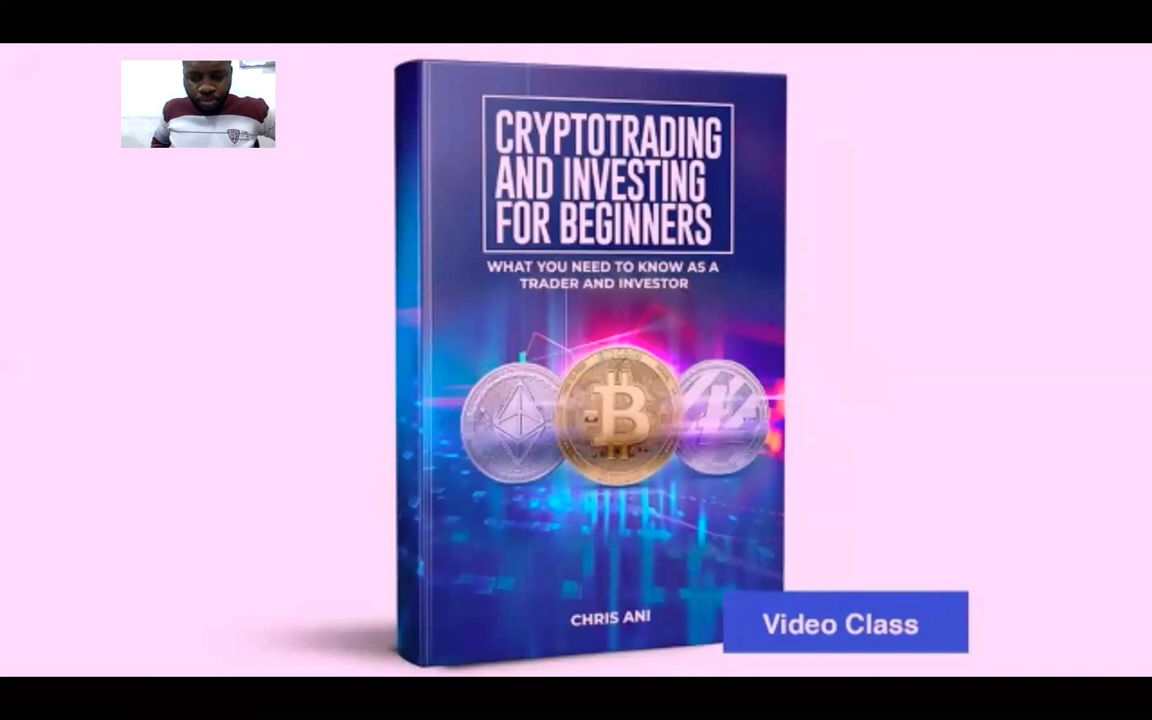 CRYPTOTRADING
AND INVESTING
FOR BEGINNERS
WHAT YOU NEED TO KNOW AS A
TRADER AND INVESTOR
CHRIS ANI
Video Class